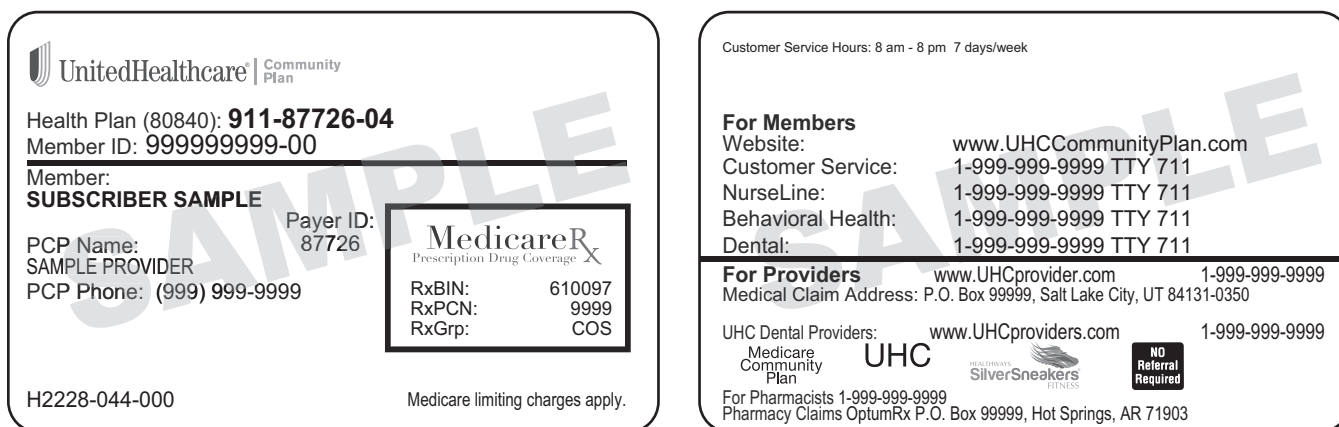 UnitedHealthcare® | Community Plan
Health Plan (80840): 911-87726-04
Member ID: 999999999-00
Member:
SUBSCRIBER SAMPLE
Payer ID:
87726
PCP Name:
SAMPLE PROVIDER
PCP Phone: (999) 999-9999
MedicareRx
Prescription Drug Coverage
RxBIN: 610097
RxPCN: 9999
RxGrp: COS
H2228-044-000
Medicare limiting charges apply.
SAMPLE
Customer Service Hours: 8 am - 8 pm 7 days/week
For Members
Website: www.UHCCommunityPlan.com
Customer Service: 1-999-999-9999 TTY 711
NurseLine: 1-999-999-9999 TTY 711
Behavioral Health: 1-999-999-9999 TTY 711
Dental: 1-999-999-9999 TTY 711
For Providers www.UHCprovider.com 1-999-999-9999
Medical Claim Address: P.O. Box 99999, Salt Lake City, UT 84131-0350
UHC Dental Providers: www.UHCproviders.com 1-999-999-9999
Medicare
Community
Plan
UHC
HEALTHWAYS
SilverSneakers®
FITNESS
NO
Referral
Required
For Pharmacists 1-999-999-9999
Pharmacy Claims OptumRx P.O. Box 99999, Hot Springs, AR 71903
SAMPLE